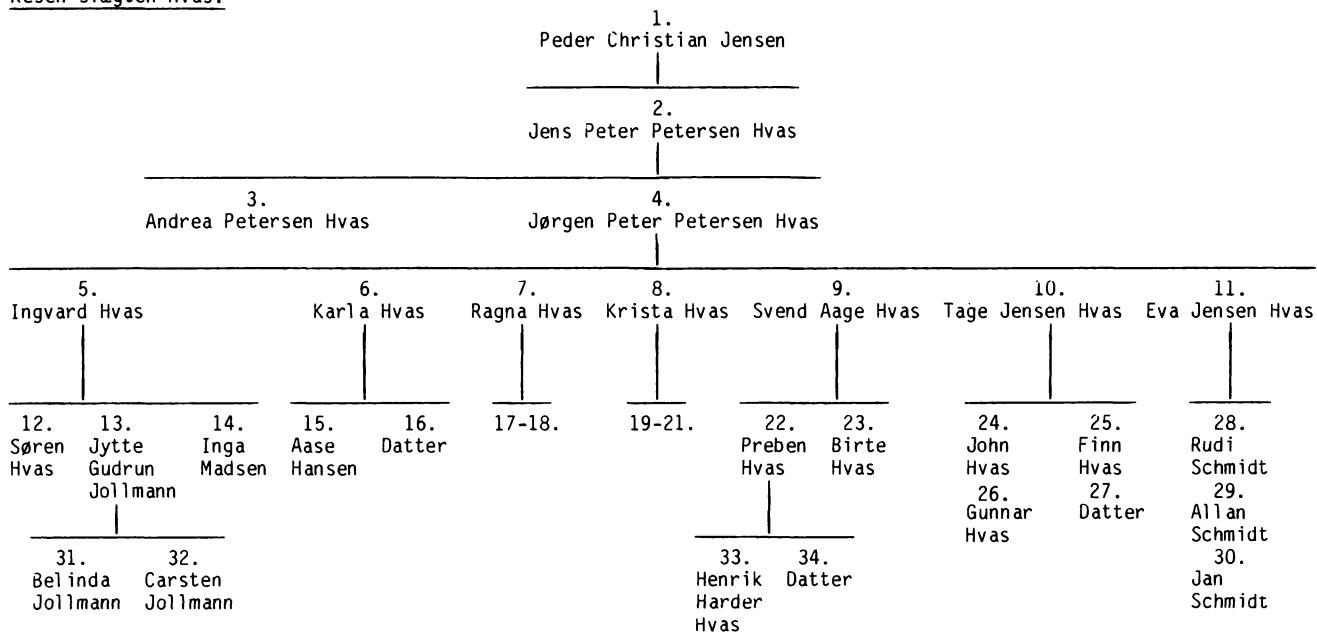 Resen-slægten Hvas.
1.
Peder Christian Jensen
2.
Jens Peter Petersen Hvas
3. 4.
Andrea Petersen Hvas Jørgen Peter Petersen Hvas
5. 6. 7. 8. 9. 10. 11.
Ingvard Hvas Karla Hvas Ragna Hvas Krista Hvas Svend Aage Hvas Tage Jensen Hvas Eva Jensen Hvas
12. 13. 14. 15. 16. 17-18. 19-21. 22. 23. 24. 25. 28.
Søren Jytte Inga Aase Datter Preben Birte John Finn Rudi
Hvas Gudrun Madsen Hansen Hvas Hvas Hvas Hvas Schmidt
Jollmann 26. 27. 29.
Gunnar Datter Allan
Hvas Schmidt
31. 32. 33. 34. 30.
Belinda Carsten Henrik Datter Jan
Jollmann Jollmann Harder Schmidt
Hvas